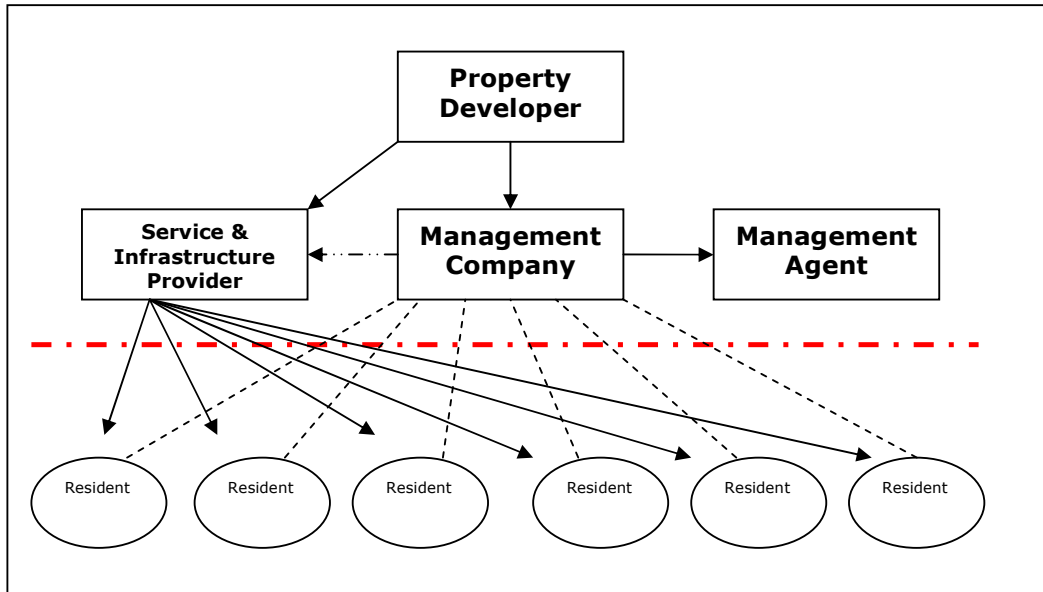 Property
Developer
Service &
Infrastructure
Provider
Management
Company
Management
Agent
Resident
Resident
Resident
Resident
Resident
Resident